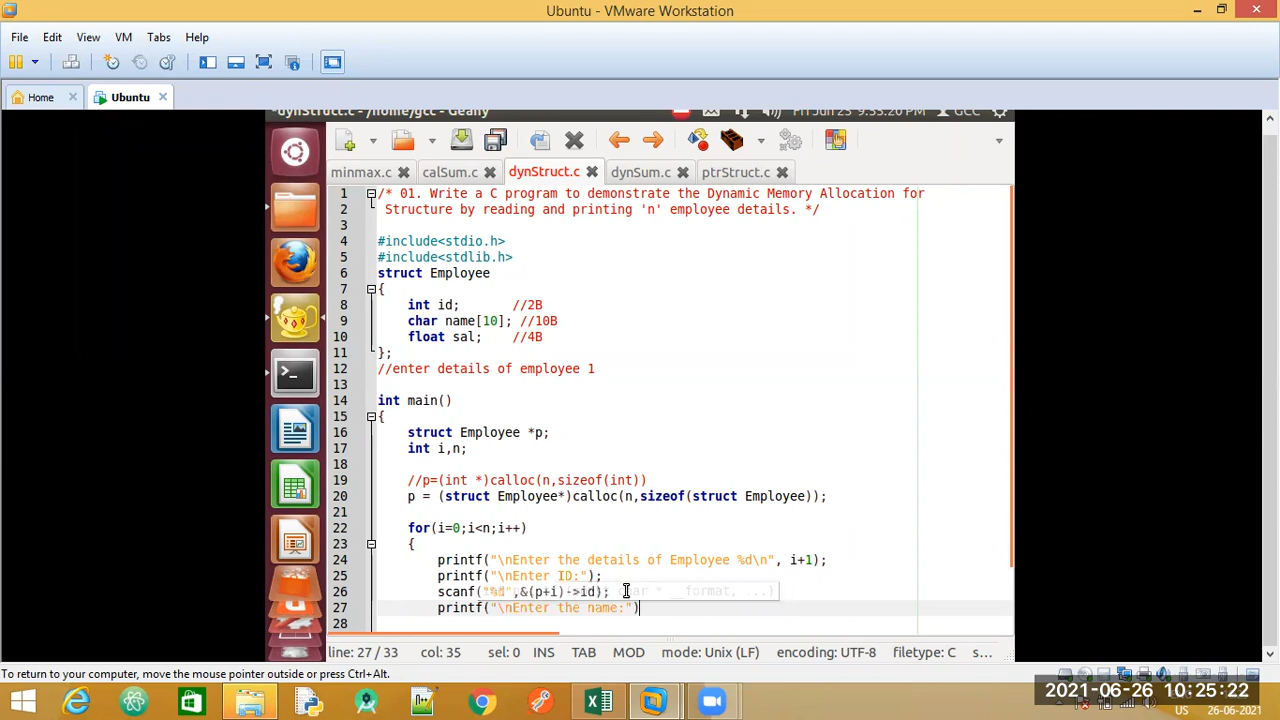 Ubuntu - VMware Workstation
File Edit View VM Tabs Help
Home Ubuntu
*dynStruct.c - /home/gcc - Geany Fri Jun 25 9:55:20 PM GCC
minmax.c calSum.c dynStruct.c dynSum.c ptrStruct.c
1 /* 01. Write a C program to demonstrate the Dynamic Memory Allocation for
2 Structure by reading and printing 'n' employee details. */
3
4 #include<stdio.h>
5 #include<stdlib.h>
6 struct Employee
7 {
8 int id; //2B
9 char name[10]; //10B
10 float sal; //4B
11 };
12 //enter details of employee 1
13
14 int main()
15 {
16 struct Employee *p;
17 int i,n;
18
19 //p=(int *)calloc(n,sizeof(int))
20 p = (struct Employee*)calloc(n,sizeof(struct Employee));
21
22 for(i=0;i<n;i++)
23 {
24 printf("\nEnter the details of Employee %d\n", i+1);
25 printf("\nEnter ID:");
26 scanf("%d",&(p+i)->id); char * __format, ...)
27 printf("\nEnter the name:")
28
line: 27 / 33 col: 35 sel: 0 INS TAB MOD mode: Unix (LF) encoding: UTF-8 filetype: C s...
To return to your computer, move the mouse pointer outside or press Ctrl+Alt.
2021-06-26 10:25:22
US 26-06-2021